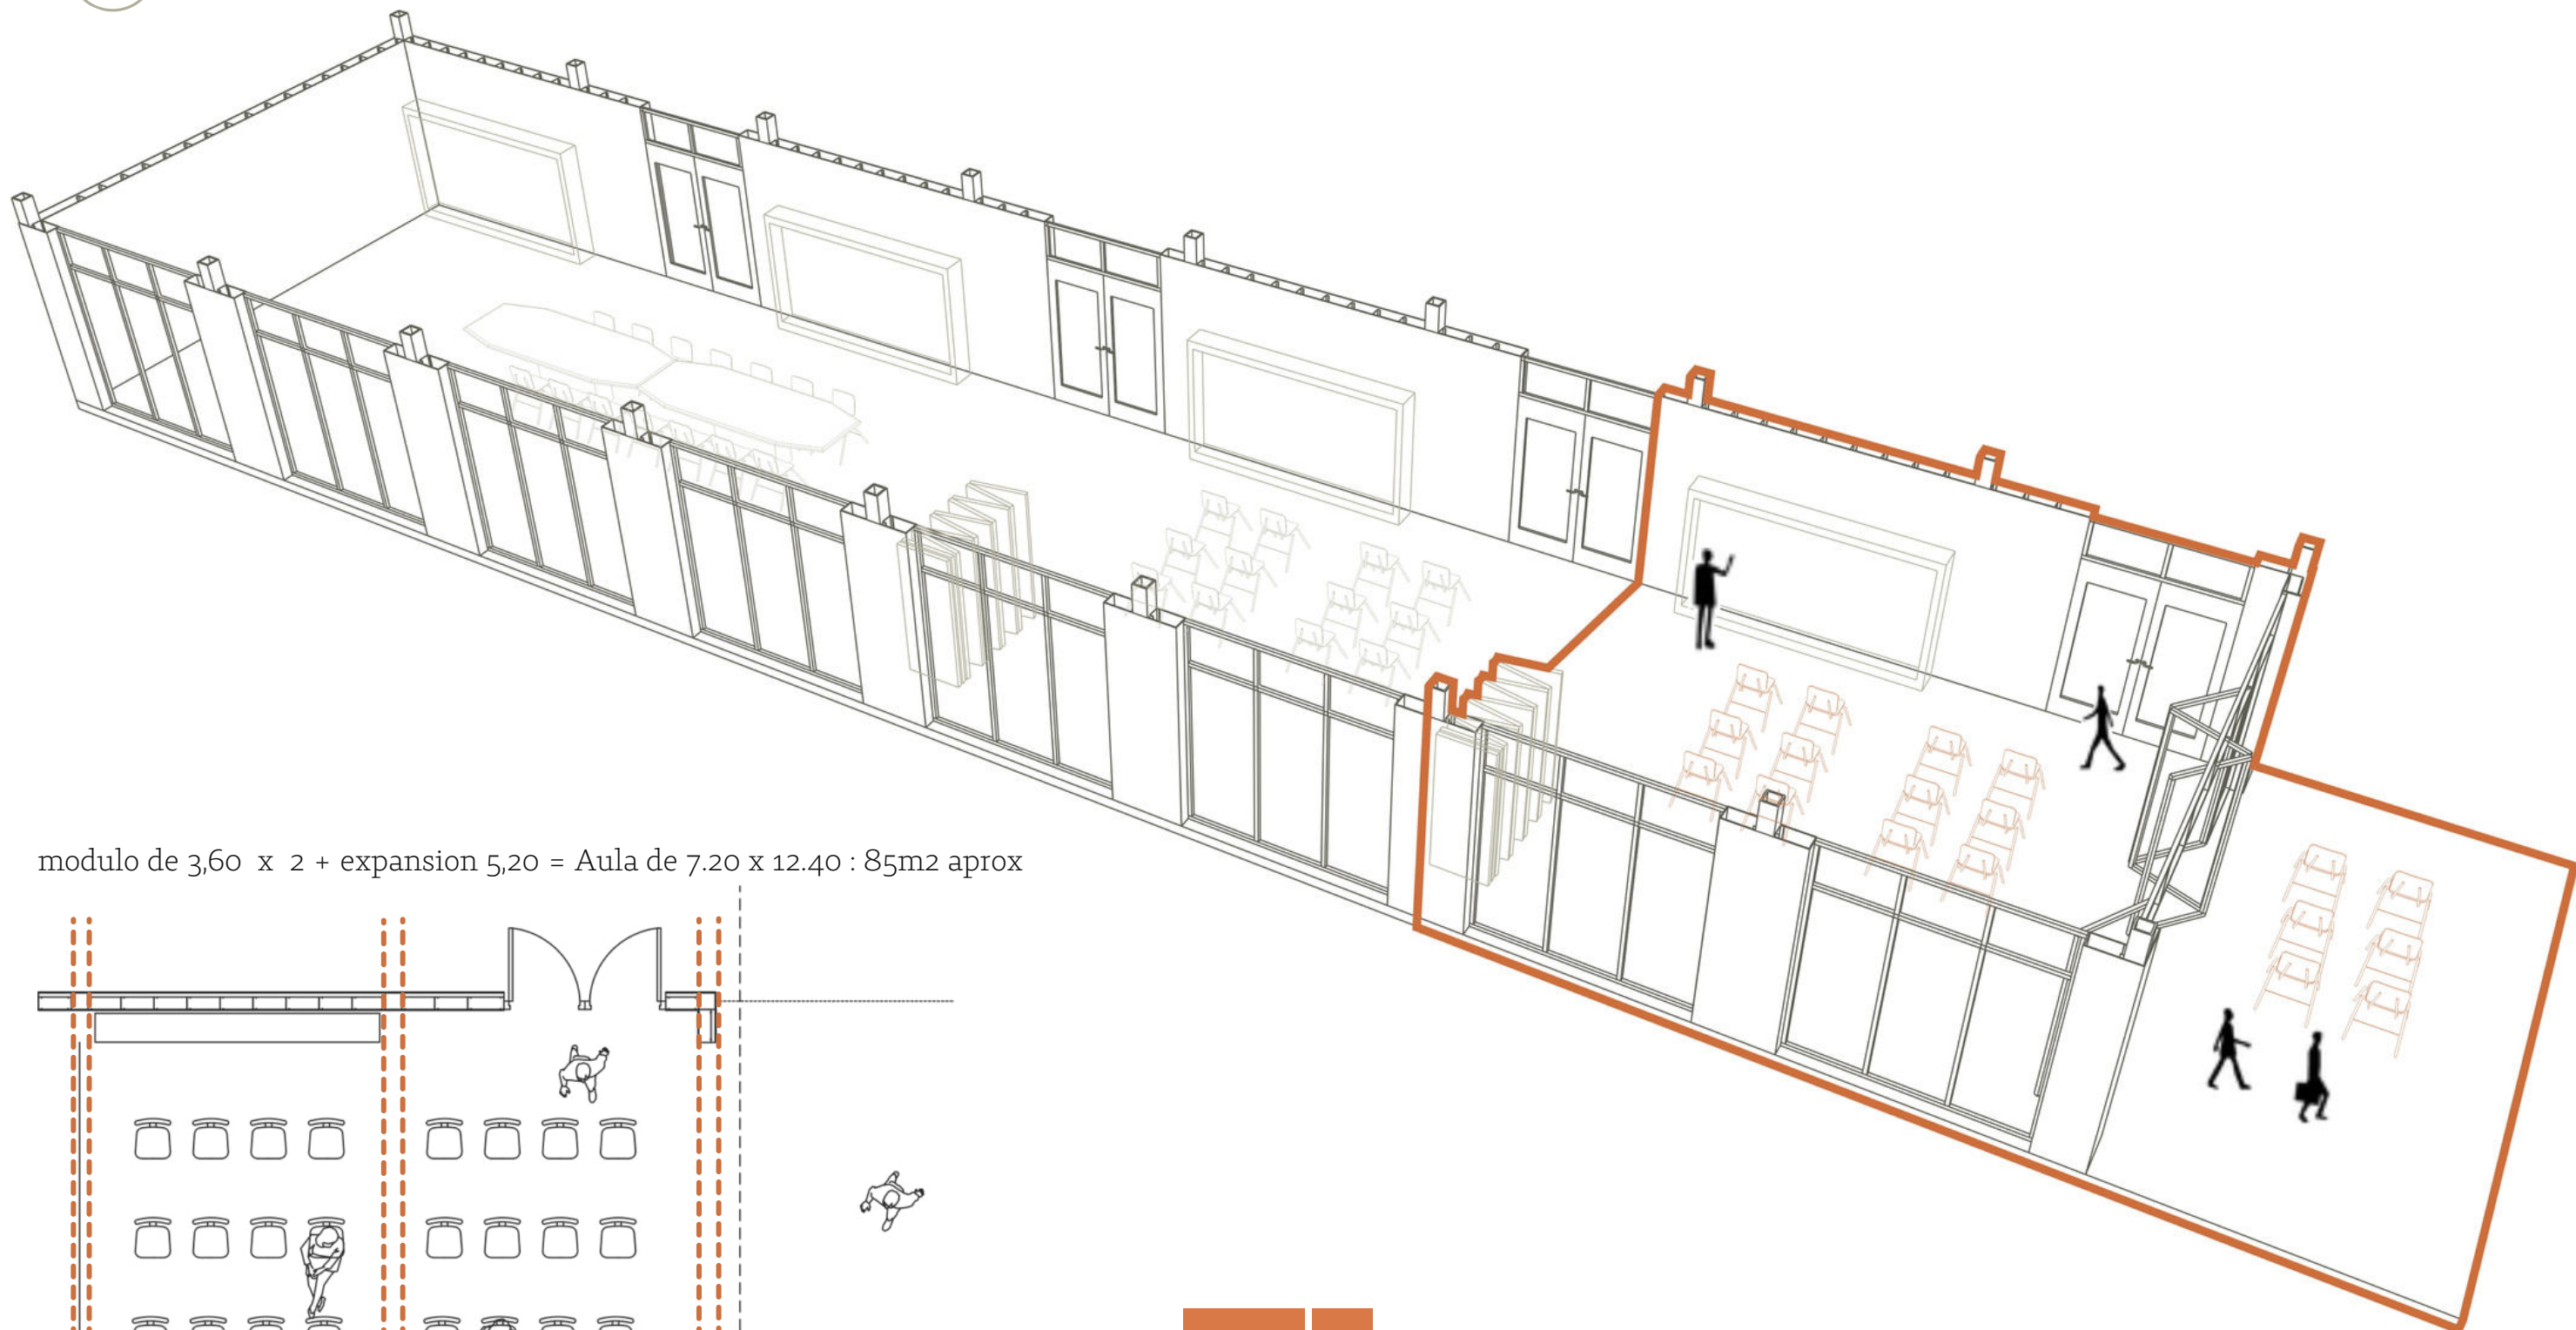 modulo de 3,60 x 2 + expansion 5,20 = Aula de 7.20 x 12.40 : 85m2 aprox